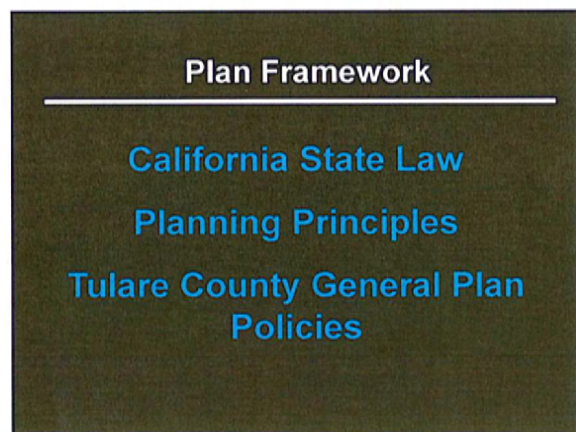 Plan Framework
California State Law
Planning Principles
Tulare County General Plan
Policies